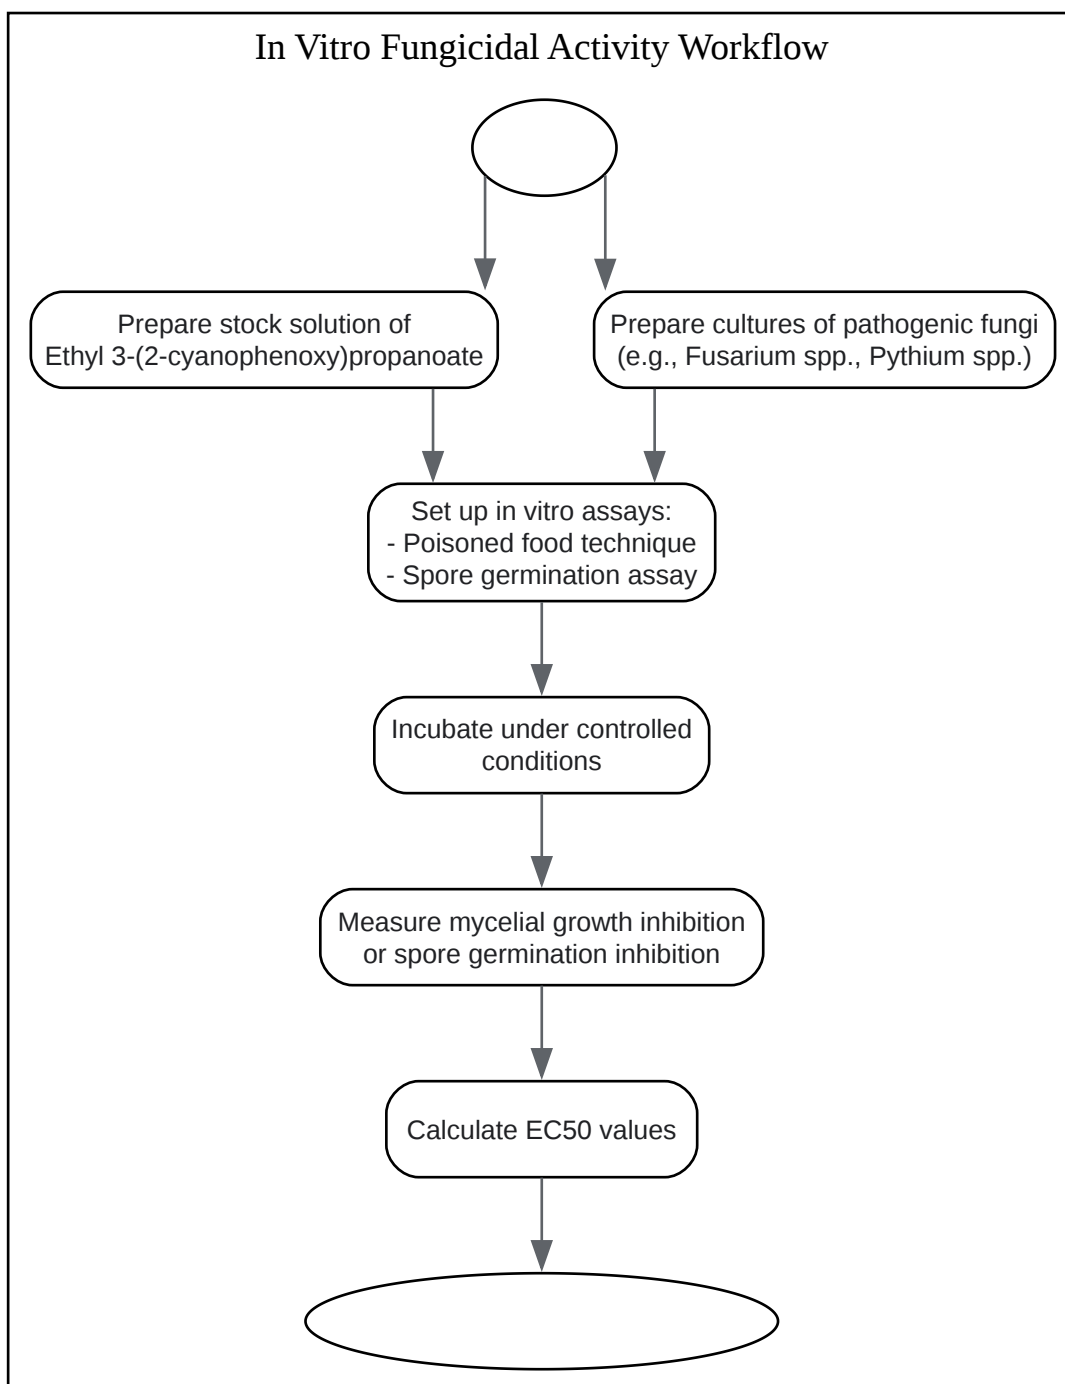 In Vitro Fungicidal Activity Workflow
Prepare stock solution of
Ethyl 3-(2-cyanophenoxy)propanoate
Prepare cultures of pathogenic fungi
(e.g., Fusarium spp., Pythium spp.)
Set up in vitro assays:
- Poisoned food technique
- Spore germination assay
Incubate under controlled
conditions
Measure mycelial growth inhibition
or spore germination inhibition
Calculate EC50 values